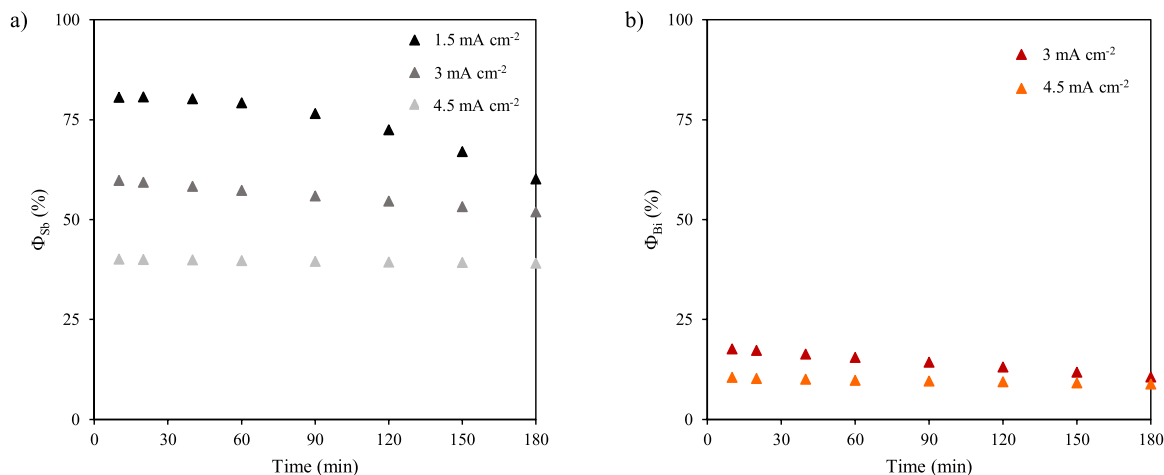 a)
100
75
50
25
0
Φ_Sb (%)
1.5 mA cm⁻²
3 mA cm⁻²
4.5 mA cm⁻²
0 30 60 90 120 150 180
Time (min)
b)
100
75
50
25
0
Φ_Bi (%)
3 mA cm⁻²
4.5 mA cm⁻²
0 30 60 90 120 150 180
Time (min)